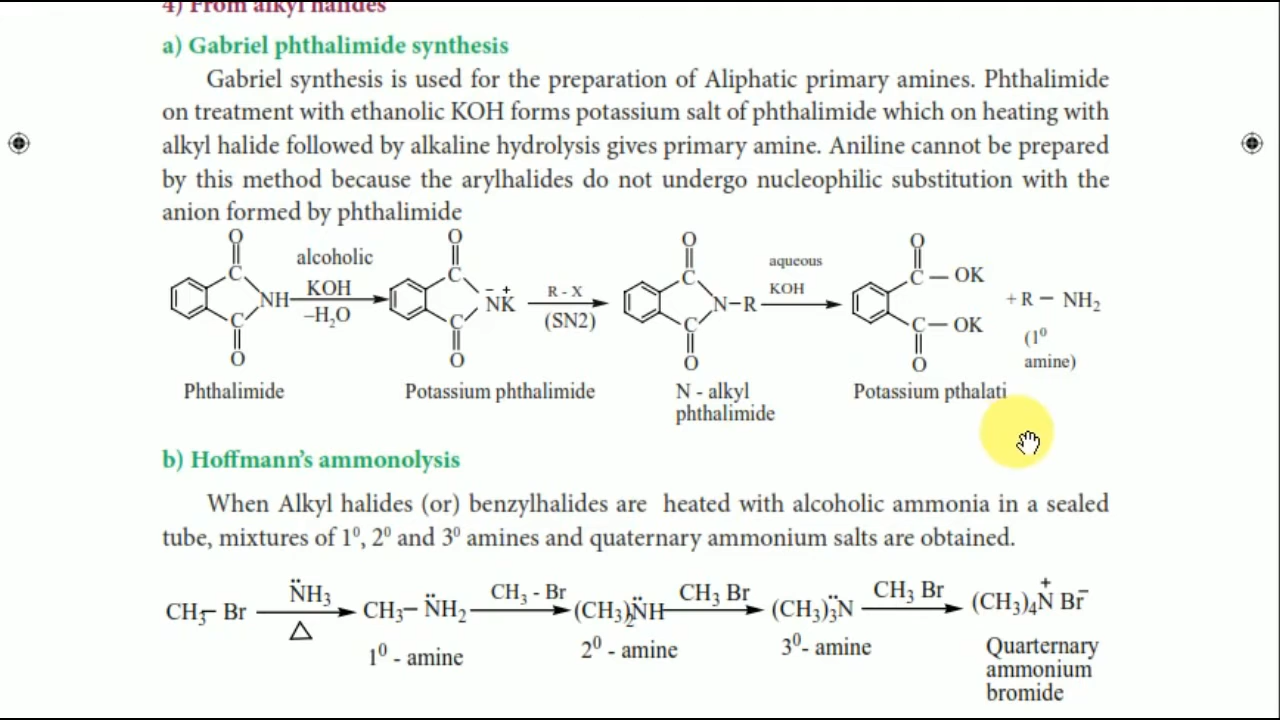 4) From alkyl halides
a) Gabriel phthalimide synthesis
Gabriel synthesis is used for the preparation of Aliphatic primary amines. Phthalimide
on treatment with ethanolic KOH forms potassium salt of phthalimide which on heating with
alkyl halide followed by alkaline hydrolysis gives primary amine. Aniline cannot be prepared
by this method because the arylhalides do not undergo nucleophilic substitution with the
anion formed by phthalimide
O O O O
alcoholic aqueous
C C C C – OK
KOH R - X KOH
NH N̄K⁺ N–R + R – NH₂
–H₂O (SN2)
C C C C – OK
(1⁰
O O O O
amine)
Phthalimide Potassium phthalimide N - alkyl Potassium pthalati
phthalimide
b) Hoffmann's ammonolysis
When Alkyl halides (or) benzylhalides are heated with alcoholic ammonia in a sealed
tube, mixtures of 1⁰, 2⁰ and 3⁰ amines and quaternary ammonium salts are obtained.
N̈H₃ CH₃ - Br CH₃ Br CH₃ Br
CH₃– Br CH₃– N̈H₂ (CH₃)₂N̈H (CH₃)₃N̈ (CH₃)₄N⁺ Br⁻
△
1⁰ - amine 2⁰ - amine 3⁰- amine Quarternary
ammonium
bromide